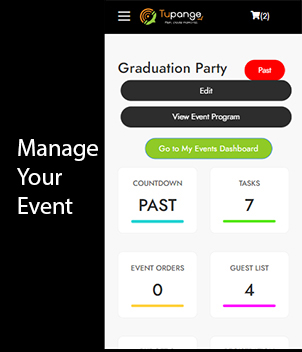 Tupange
(2)
Graduation Party
Past
Edit
View Event Program
Go to My Events Dashboard
Manage
Your
Event
COUNTDOWN
PAST
TASKS
7
EVENT ORDERS
0
GUEST LIST
4